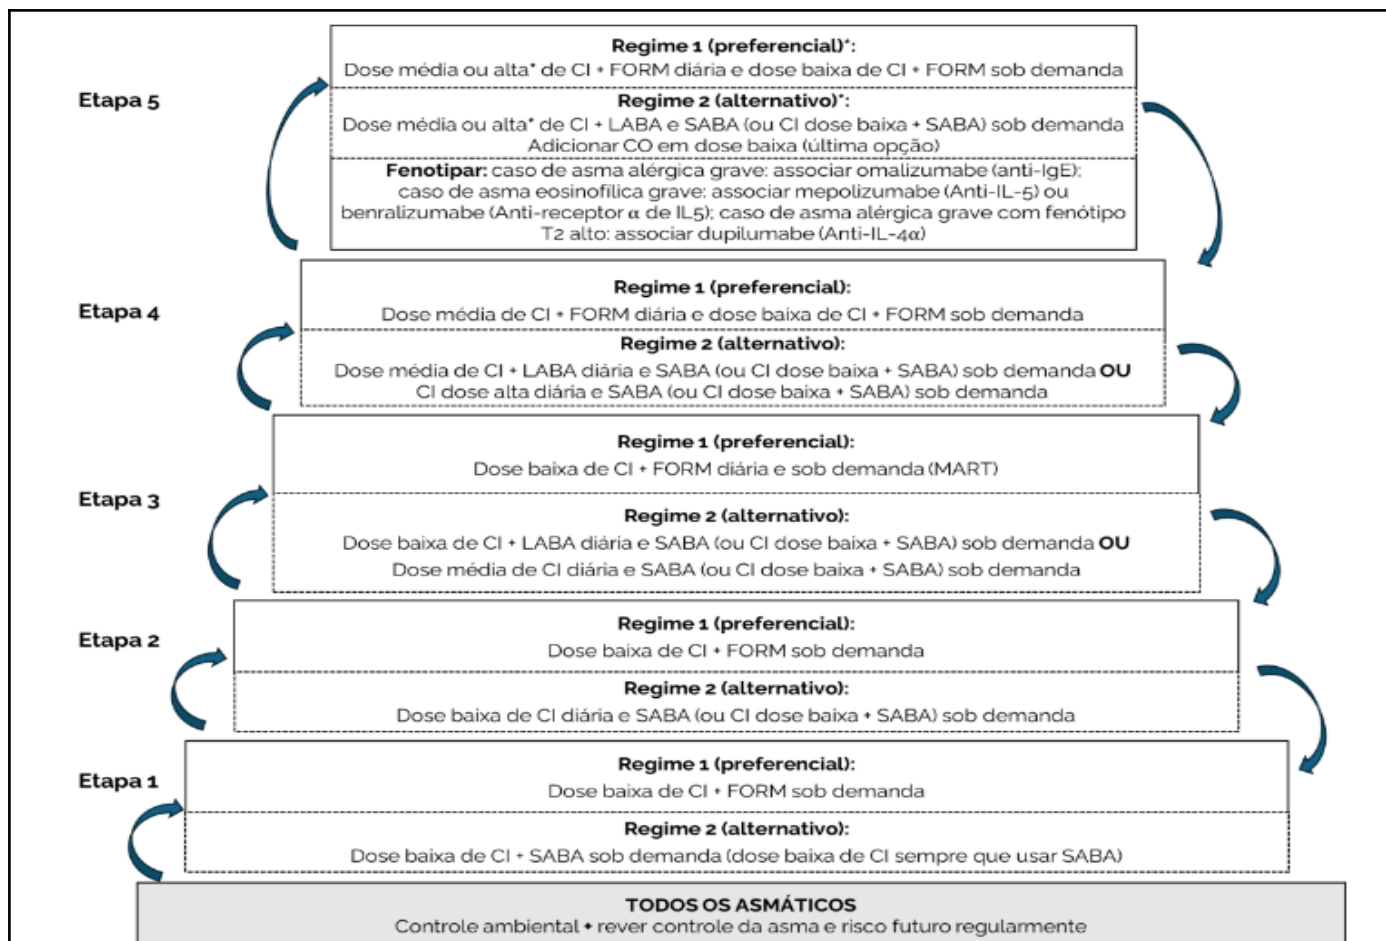 Etapa 5
Regime 1 (preferencial)*:
Dose média ou alta* de CI + FORM diária e dose baixa de CI + FORM sob demanda
Regime 2 (alternativo)*:
Dose média ou alta* de CI + LABA e SABA (ou CI dose baixa + SABA) sob demanda
Adicionar CO em dose baixa (última opção)
Fenotipar: caso de asma alérgica grave: associar omalizumabe (anti-IgE);
caso de asma eosinofílica grave: associar mepolizumabe (Anti-IL-5) ou
benralizumabe (Anti-receptor α de IL5); caso de asma alérgica grave com fenótipo
T2 alto: associar dupilumabe (Anti-IL-4α)
Etapa 4
Regime 1 (preferencial):
Dose média de CI + FORM diária e dose baixa de CI + FORM sob demanda
Regime 2 (alternativo):
Dose média de CI + LABA diária e SABA (ou CI dose baixa + SABA) sob demanda OU
CI dose alta diária e SABA (ou CI dose baixa + SABA) sob demanda
Etapa 3
Regime 1 (preferencial):
Dose baixa de CI + FORM diária e sob demanda (MART)
Regime 2 (alternativo):
Dose baixa de CI + LABA diária e SABA (ou CI dose baixa + SABA) sob demanda OU
Dose média de CI diária e SABA (ou CI dose baixa + SABA) sob demanda
Etapa 2
Regime 1 (preferencial):
Dose baixa de CI + FORM sob demanda
Regime 2 (alternativo):
Dose baixa de CI diária e SABA (ou CI dose baixa + SABA) sob demanda
Etapa 1
Regime 1 (preferencial):
Dose baixa de CI + FORM sob demanda
Regime 2 (alternativo):
Dose baixa de CI + SABA sob demanda (dose baixa de CI sempre que usar SABA)
TODOS OS ASMÁTICOS
Controle ambiental + rever controle da asma e risco futuro regularmente